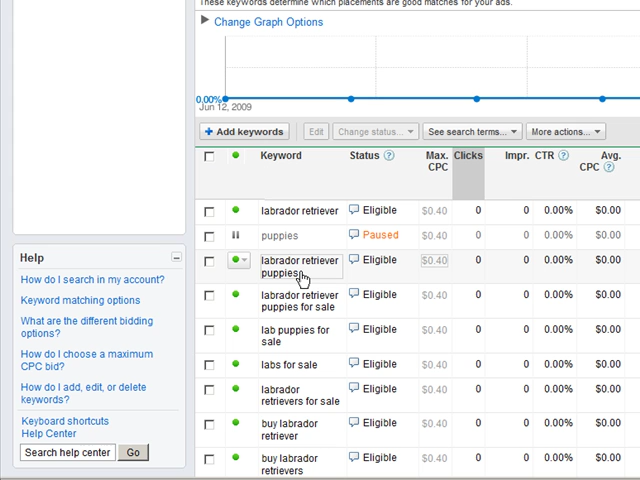 These keywords determine which placements are good matches for your ads.
Change Graph Options
0.00%
Jun 12, 2009
+ Add keywords
Edit
Change status...
See search terms...
More actions...
Keyword
Status ?
Max. CPC
Clicks
Impr.
CTR ?
Avg. CPC ?
labrador retriever Eligible $0.40 0 0 0.00% $0.00
puppies Paused $0.40 0 0 0.00% $0.00
labrador retriever
puppies
Eligible $0.40 0 0 0.00% $0.00
labrador retriever
puppies for sale
Eligible $0.40 0 0 0.00% $0.00
lab puppies for
sale
Eligible $0.40 0 0 0.00% $0.00
labs for sale Eligible $0.40 0 0 0.00% $0.00
labrador
retrievers for sale
Eligible $0.40 0 0 0.00% $0.00
buy labrador
retriever
Eligible $0.40 0 0 0.00% $0.00
buy labrador
retrievers
Eligible $0.40 0 0 0.00% $0.00
Help
How do I search in my account?
Keyword matching options
What are the different bidding
options?
How do I choose a maximum
CPC bid?
How do I add, edit, or delete
keywords?
Keyboard shortcuts
Help Center
Search help center
Go